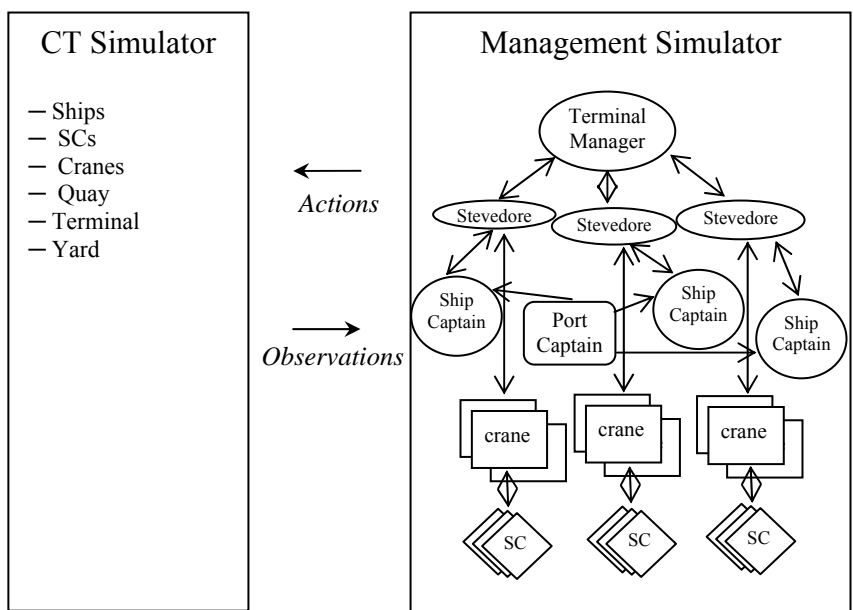 CT Simulator
— Ships
— SCs
— Cranes
— Quay
— Terminal
— Yard
Actions
Observations
Management Simulator
Terminal
Manager
Stevedore
Stevedore
Stevedore
Ship
Captain
Port
Captain
Ship
Captain
Ship
Captain
crane
crane
crane
SC
SC
SC